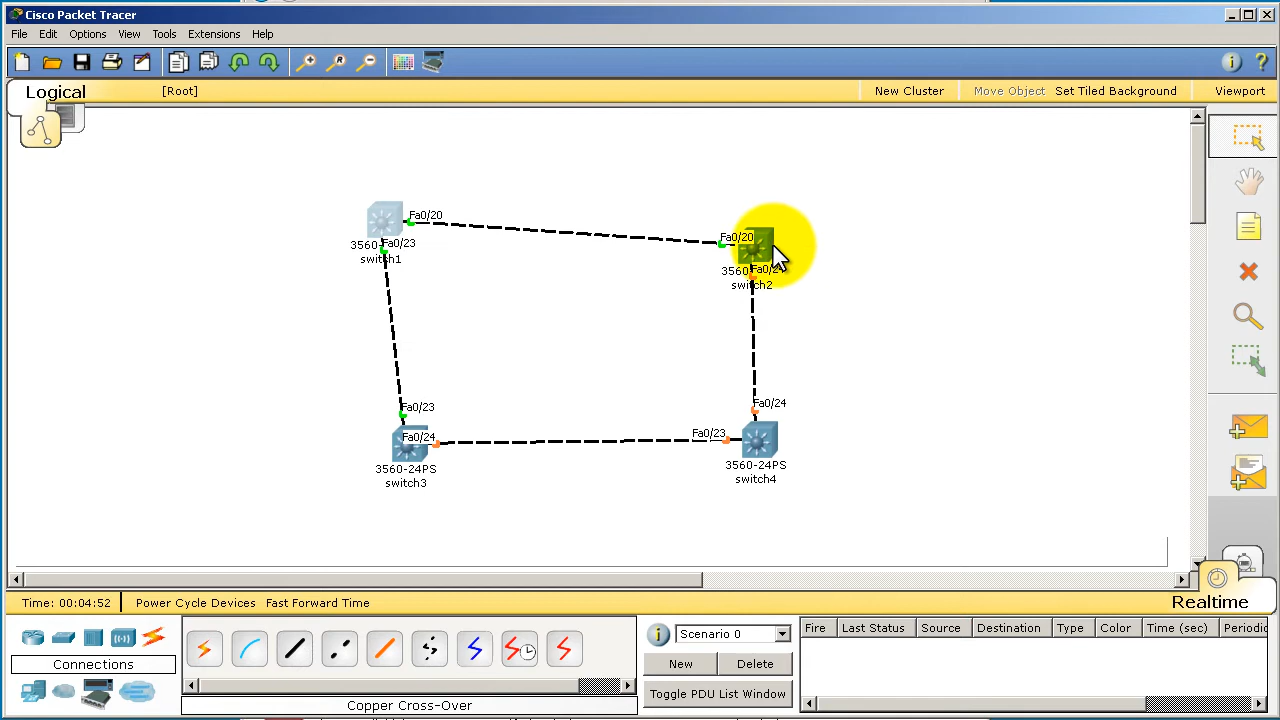 Cisco Packet Tracer
File Edit Options View Tools Extensions Help
Logical [Root] New Cluster Move Object Set Tiled Background Viewport
Fa0/20
Fa0/23
switch1
Fa0/20
switch2
Fa0/23
Fa0/24
3560-24PS
switch3
Fa0/24
Fa0/23
3560-24PS
switch4
Time: 00:04:52 Power Cycle Devices Fast Forward Time Realtime
Connections
Copper Cross-Over
Scenario 0
New Delete
Toggle PDU List Window
Fire Last Status Source Destination Type Color Time (sec) Periodic